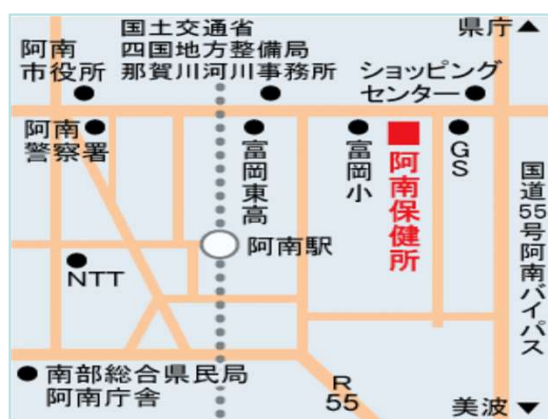 県庁▲
国土交通省
四国地方整備局
那賀川河川事務所
阿南
市役所
ショッピング
センター
阿南
警察署
富岡東高
富岡小
阿南保健所
GS
国道55号阿南バイパス
阿南駅
NTT
南部総合県民局
阿南庁舎
R
55
美波▼